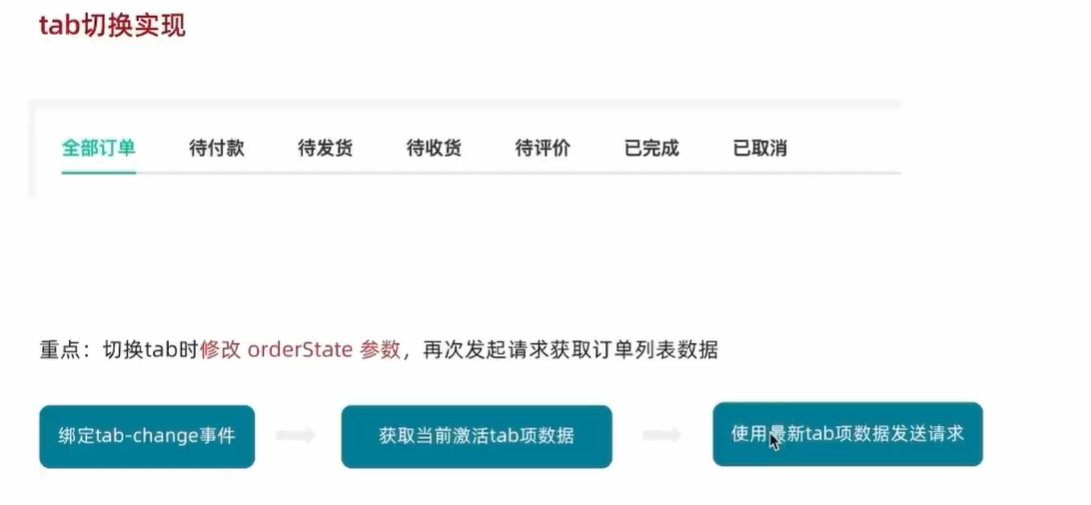 tab切换实现
全部订单 待付款 待发货 待收货 待评价 已完成 已取消
重点：切换tab时修改 orderState 参数，再次发起请求获取订单列表数据
绑定tab-change事件 获取当前激活tab项数据 使用最新tab项数据发送请求